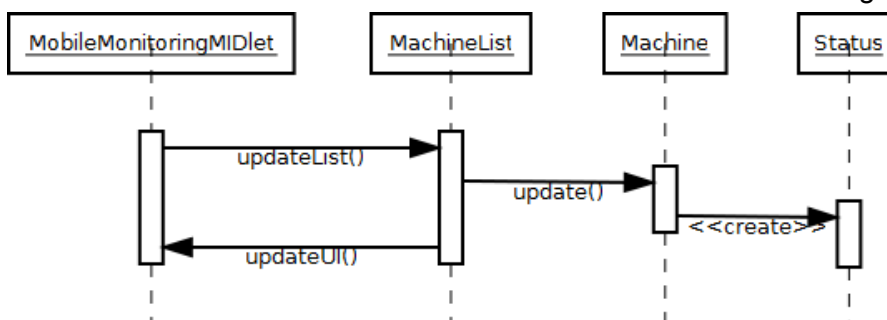 MobileMonitoringMIDlet
MachineList
Machine
Status
updateList()
update()
<<create>>
updateUI()